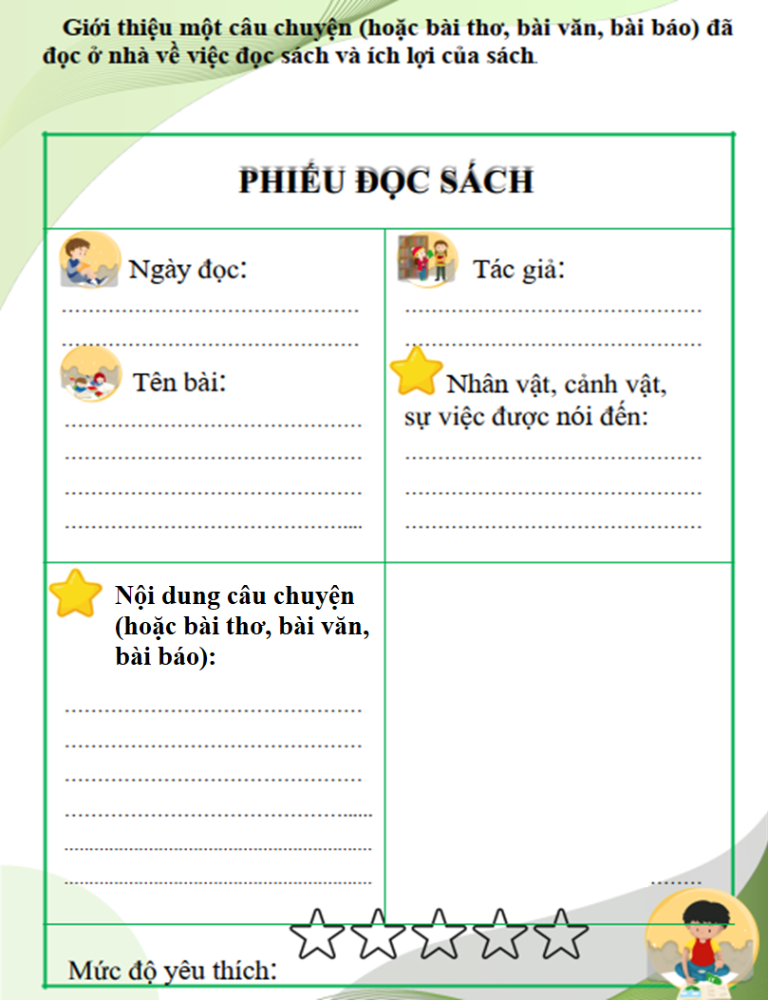 Giới thiệu một câu chuyện (hoặc bài thơ, bài văn, bài báo) đã
đọc ở nhà về việc đọc sách và ích lợi của sách.
PHIẾU ĐỌC SÁCH
Ngày đọc:
................................................
................................................
Tên bài:
................................................
................................................
................................................
................................................
Tác giả:
................................................
................................................
Nhân vật, cảnh vật,
sự việc được nói đến:
................................................
................................................
................................................
Nội dung câu chuyện
(hoặc bài thơ, bài văn,
bài báo):
................................................
................................................
................................................
................................................
................................................
................................................
........
Mức độ yêu thích: